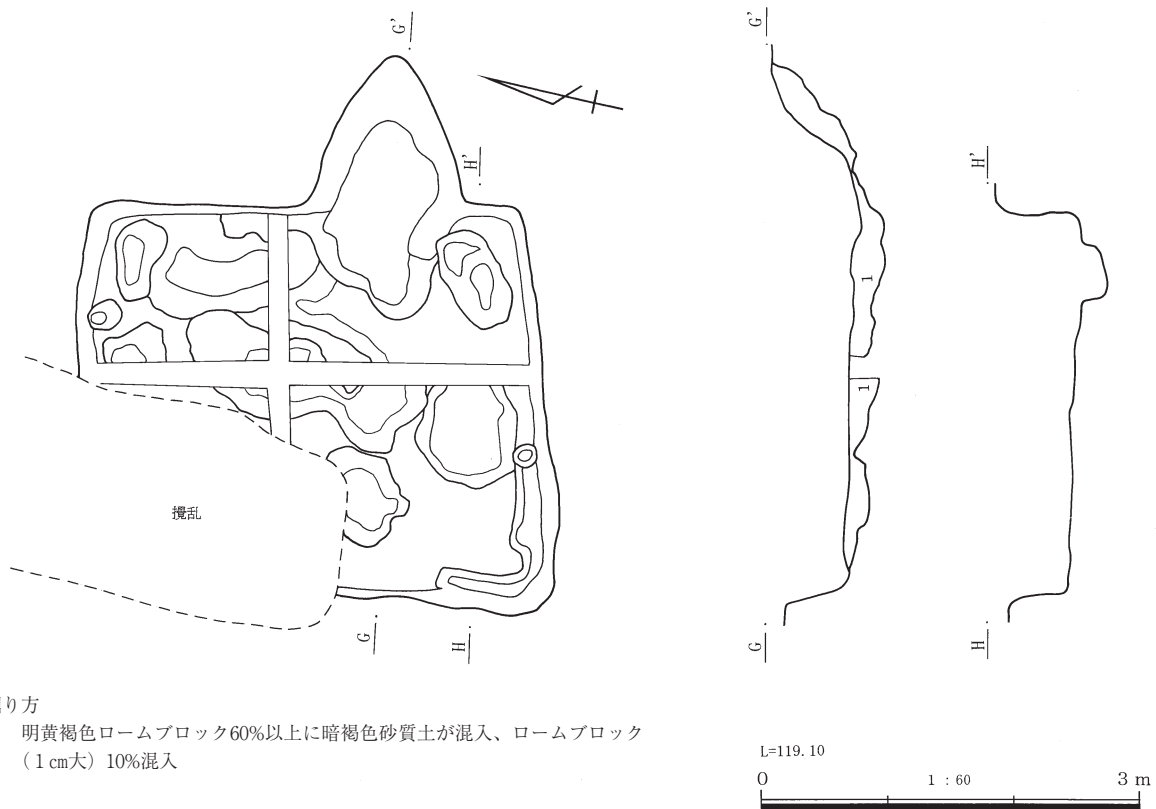 G’
H’
攪乱
G
H
G’
H’
1
1
G
H
り方
明黄褐色ロームブロック60%以上に暗褐色砂質土が混入、ロームブロック
（１㎝大）10%混入
L=119.10
0 1 : 60 3 m